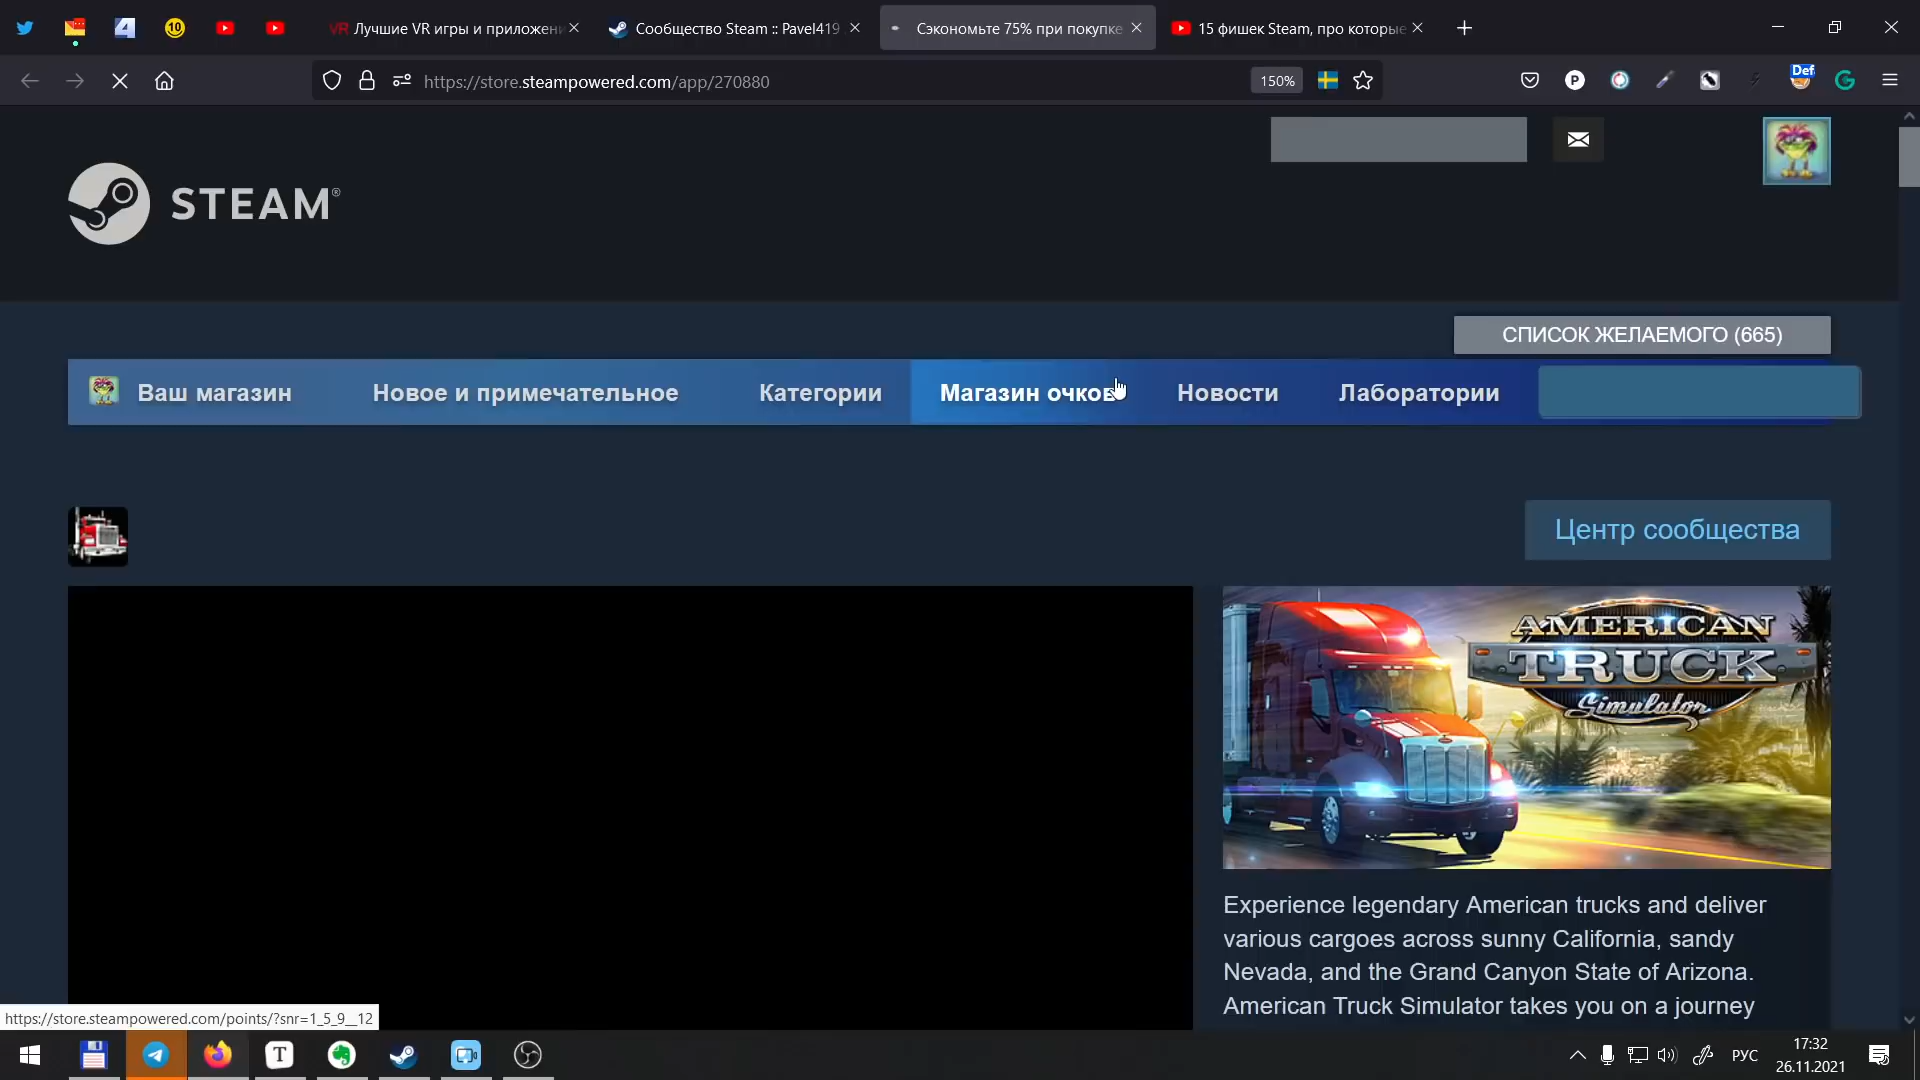 VR Лучшие VR игры и приложени
Сообщество Steam :: Pavel419
Сэкономьте 75% при покупке
15 фишек Steam, про которые
https://store.steampowered.com/app/270880
150%
Def
STEAM®
СПИСОК ЖЕЛАЕМОГО (665)
Ваш магазин
Новое и примечательное
Категории
Магазин очков
Новости
Лаборатории
Центр сообщества
AMERICAN
TRUCK
Simulator
Experience legendary American trucks and deliver
various cargoes across sunny California, sandy
Nevada, and the Grand Canyon State of Arizona.
American Truck Simulator takes you on a journey
https://store.steampowered.com/points/?snr=1_5_9__12
РУС
17:32
26.11.2021